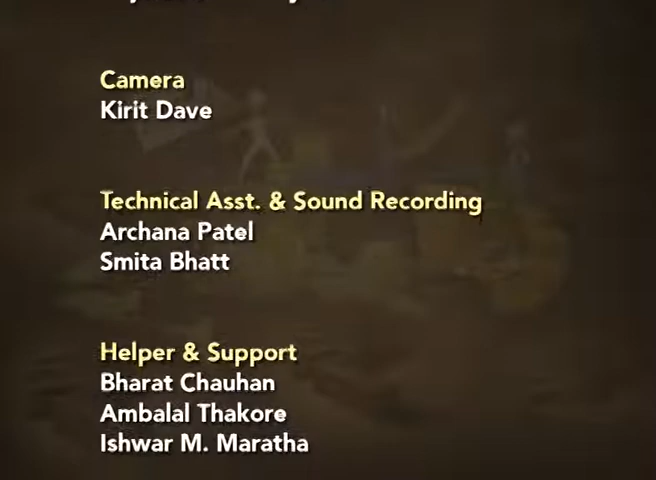 Camera
Kirit Dave
Technical Asst. & Sound Recording
Archana Patel
Smita Bhatt
Helper & Support
Bharat Chauhan
Ambalal Thakore
Ishwar M. Maratha